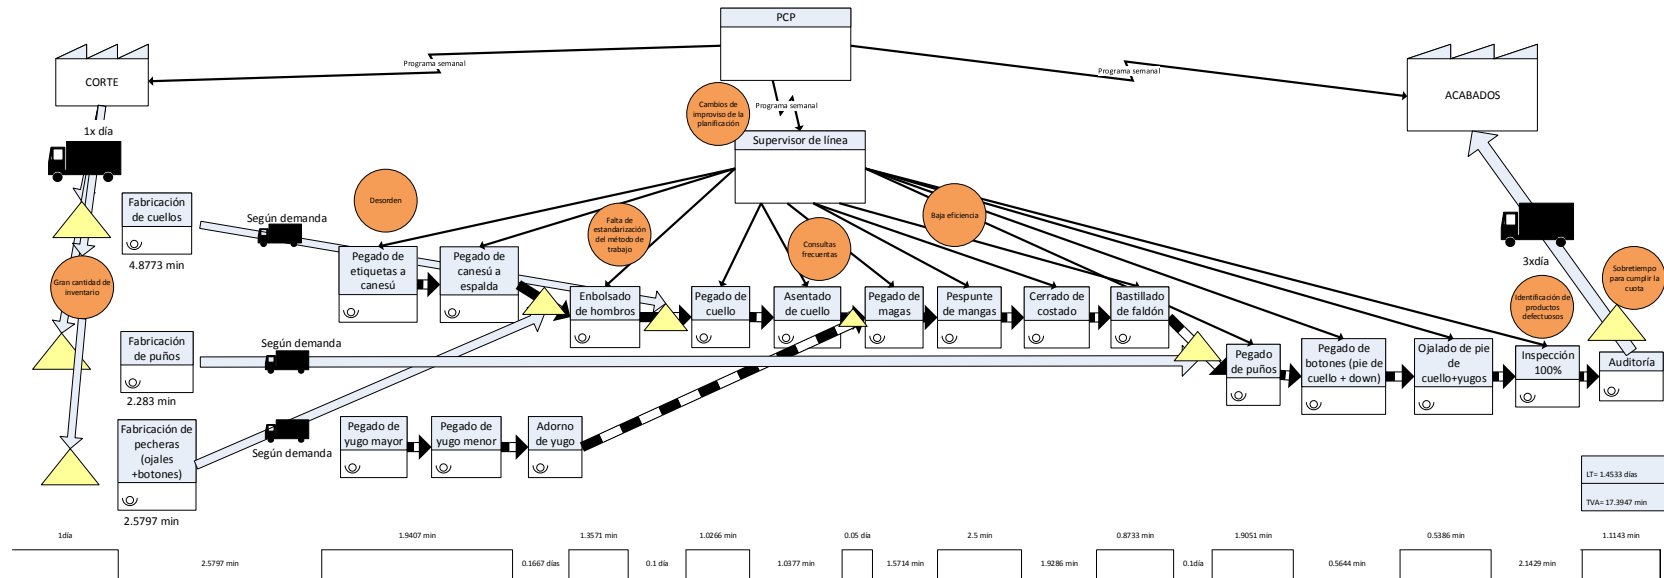 PCP
Programa semanal
Programa semanal
CORTE
ACABADOS
Cambios de
improviso de la
planificación
Programa semanal
1x día
Supervisor de línea
Fabricación
de cuellos
4.8773 min
Según demanda
Desorden
Falta de
estandarización
del método de
trabajo
Consultas
frecuentes
Baja eficiencia
3xdía
Sobretiempo
para cumplir la
cuota
Gran cantidad de
inventario
Identificación de
productos
defectuosos
Pegado de
etiquetas a
canesú
Pegado de
canesú a
espalda
Enbolsado
de hombros
Pegado de
cuello
Asentado
de cuello
Pegado de
magas
Pespunte
de mangas
Cerrado de
costado
Bastillado
de faldón
Fabricación
de puños
2.283 min
Según demanda
Pegado
de puños
Pegado de
botones (pie de
cuello + down)
Ojalado de pie
de
cuello+yugos
Inspección
100%
Auditoría
Fabricación de
pecheras
(ojales
+botones)
2.5797 min
Según demanda
Pegado de
yugo mayor
Pegado de
yugo menor
Adorno
de yugo
LT= 1.4533 días
TVA= 17.3947 min
1día
1.9407 min
1.3571 min
1.0266 min
0.05 día
2.5 min
0.8733 min
1.9051 min
0.5386 min
1.1143 min
2.5797 min
0.1667 días
0.1 día
1.0377 min
1.5714 min
1.9286 min
0.1día
0.5644 min
2.1429 min